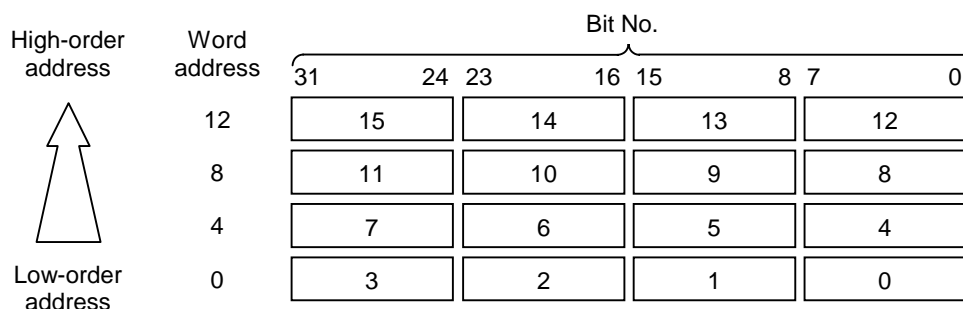 Bit No.
High-order
address
Word
address
31 24 23 16 15 8 7 0
12 15 14 13 12
8 11 10 9 8
4 7 6 5 4
Low-order
address
0 3 2 1 0